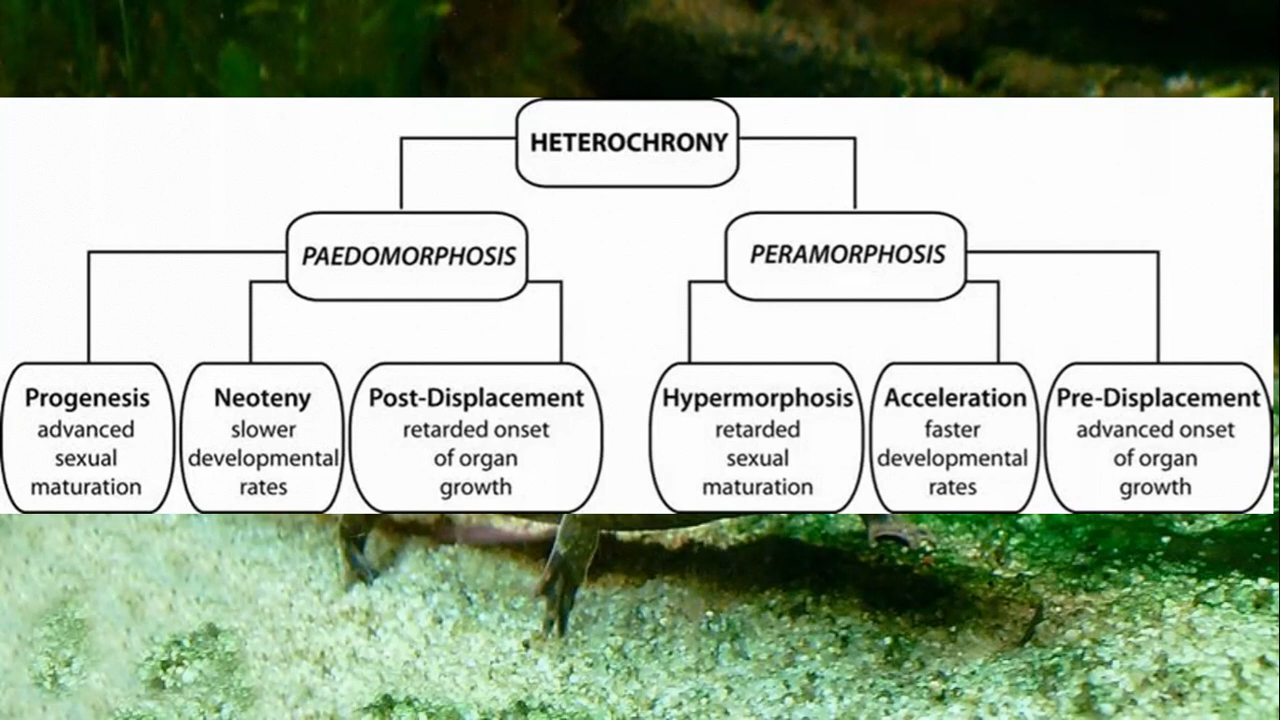 HETEROCHRONY
PAEDOMORPHOSIS
PERAMORPHOSIS
Progenesis
advanced
sexual
maturation
Neoteny
slower
developmental
rates
Post-Displacement
retarded onset
of organ
growth
Hypermorphosis
retarded
sexual
maturation
Acceleration
faster
developmental
rates
Pre-Displacement
advanced onset
of organ
growth